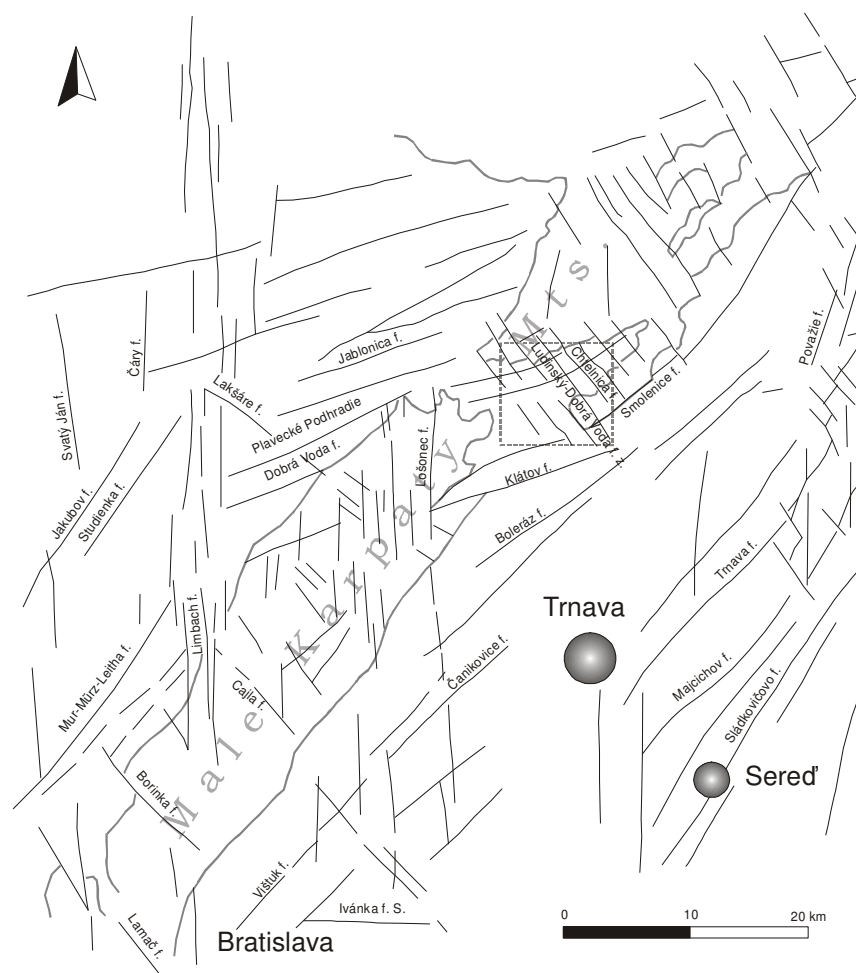 Považie f.
Čáry f.
Jablonica f.
Svatý Ján f.
Lakšáre f.
Plavecké Podhradie
Dobrá Voda f.
Lošonec f.
Chtelnica
Ludinský-Dobrá Voda f. z.
Smolenice f.
Klátov f.
Jakubov f.
Studienka f.
Boleráz f.
Trnava f.
Male Karpaty Mts.
Trnava
Limbach f.
Mur-Mürz-Leitha f.
Cajla f.
Čanikovice f.
Majcichov f.
Sládkovičovo f.
Sereď
Borinka f.
Vištuk f.
Ivánka f. S.
Lamač f.
Bratislava
0 10 20 km